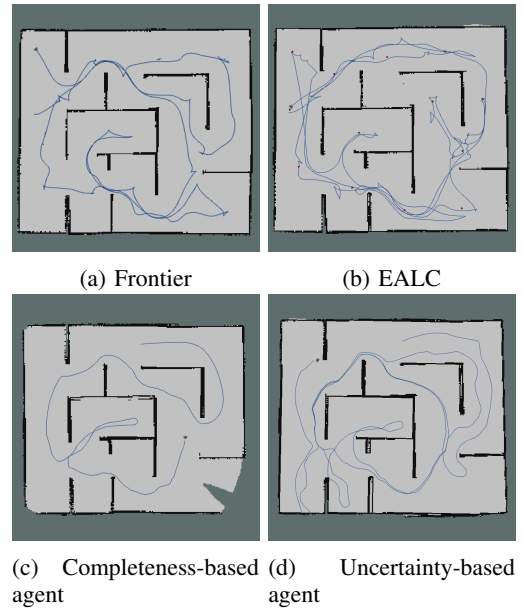 (a) Frontier
(b) EALC
(c) Completeness-based agent
(d) Uncertainty-based agent